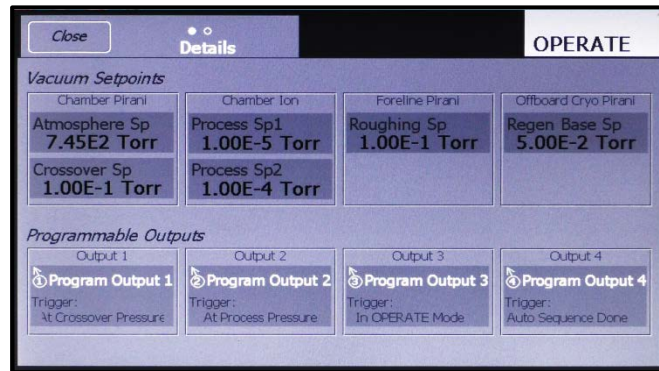 Close
Details
OPERATE
Vacuum Setpoints
Chamber Pirani
Chamber Ion
Foreline Pirani
Offboard Cryo Pirani
Atmosphere Sp
7.45E2 Torr
Process Sp1
1.00E-5 Torr
Roughing Sp
1.00E-1 Torr
Regen Base Sp
5.00E-2 Torr
Crossover Sp
1.00E-1 Torr
Process Sp2
1.00E-4 Torr
Programmable Outputs
Output 1
Output 2
Output 3
Output 4
1 Program Output 1
2 Program Output 2
3 Program Output 3
4 Program Output 4
Trigger:
At Crossover Pressure
Trigger:
At Process Pressure
Trigger:
In OPERATE Mode
Trigger:
Auto Sequence Done